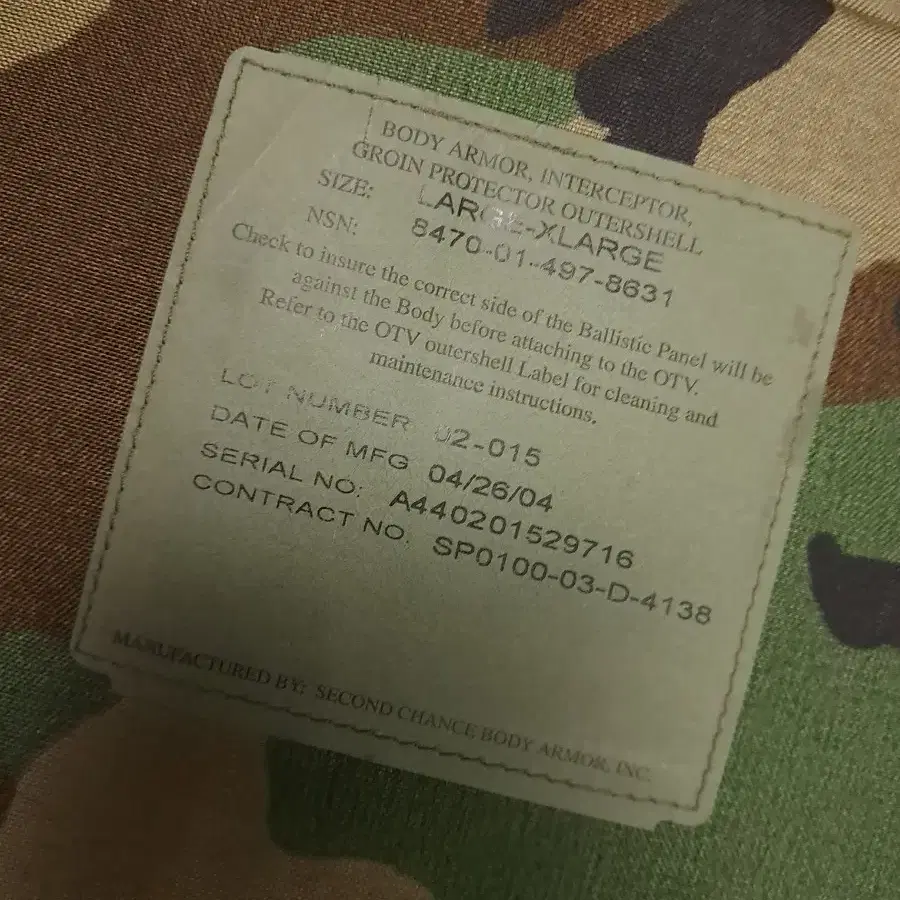 BODY ARMOR, INTERCEPTOR,
GROIN PROTECTOR OUTERSHELL
SIZE: LARGE-XLARGE
NSN: 8470-01-497-8631
Check to insure the correct side of the Ballistic Panel will be
against the Body before attaching to the OTV.
Refer to the OTV outershell Label for cleaning and
maintenance instructions.
LOT NUMBER 02-015
DATE OF MFG 04/26/04
SERIAL NO: A440201529716
CONTRACT NO. SP0100-03-D-4138
MANUFACTURED BY: SECOND CHANCE BODY ARMOR, INC.